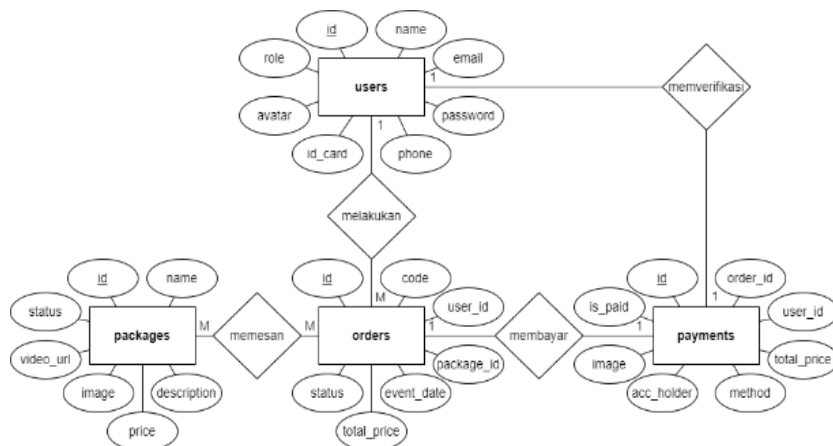 id
name
role
email
users
1
memverifikasi
avatar
password
1
id_card
phone
melakukan
id
name
id
code
id
order_id
M
status
user_id
is_paid
user_id
packages
M
memesan
M
orders
1
membayar
1
1
payments
video_url
package_id
image
total_price
image
description
status
event_date
acc_holder
method
price
total_price